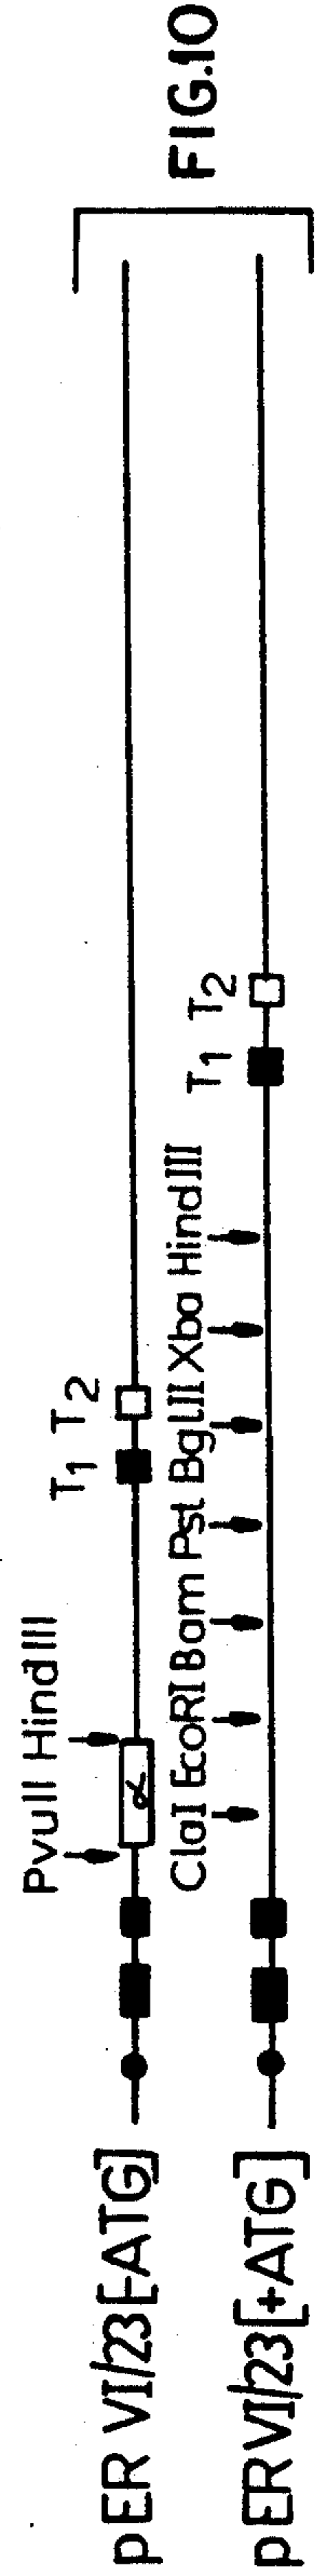 FIG.10
PvuII HindIII
T1 T2
pER VI/23[-ATG]
α
ClaI EcoRI Bam Pst BglII Xba HindIII
T1 T2
pER VI/23[+ATG]